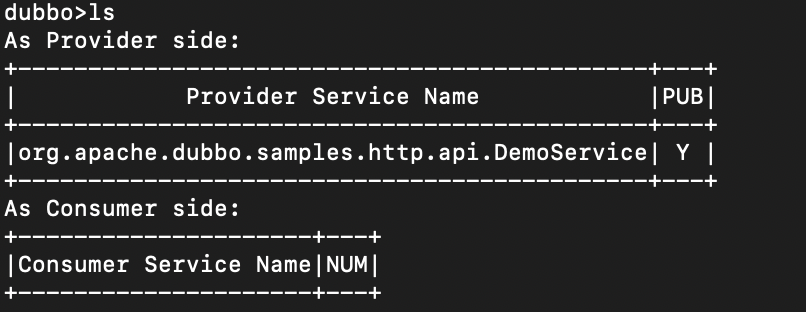 dubbo>ls
As Provider side:
+---------------------------------------------+---+
|            Provider Service Name            |PUB|
+---------------------------------------------+---+
|org.apache.dubbo.samples.http.api.DemoService| Y |
+---------------------------------------------+---+
As Consumer side:
+---------------------+---+
|Consumer Service Name|NUM|
+---------------------+---+